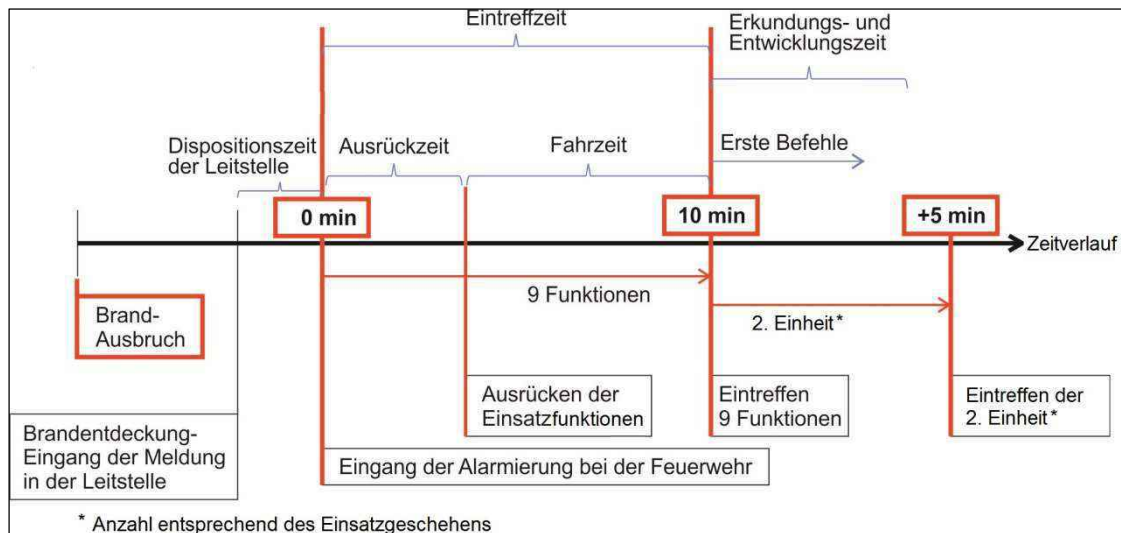 Eintreffzeit
Erkundungs- und
Entwicklungszeit
Dispositionszeit
der Leitstelle
Ausrückzeit
Fahrzeit
Erste Befehle
0 min
10 min
+5 min
Zeitverlauf
9 Funktionen
2. Einheit*
Brand-
Ausbruch
Ausrücken der
Einsatzfunktionen
Eintreffen
9 Funktionen
Eintreffen der
2. Einheit*
Brandentdeckung-
Eingang der Meldung
in der Leitstelle
Eingang der Alarmierung bei der Feuerwehr
* Anzahl entsprechend des Einsatzgeschehens